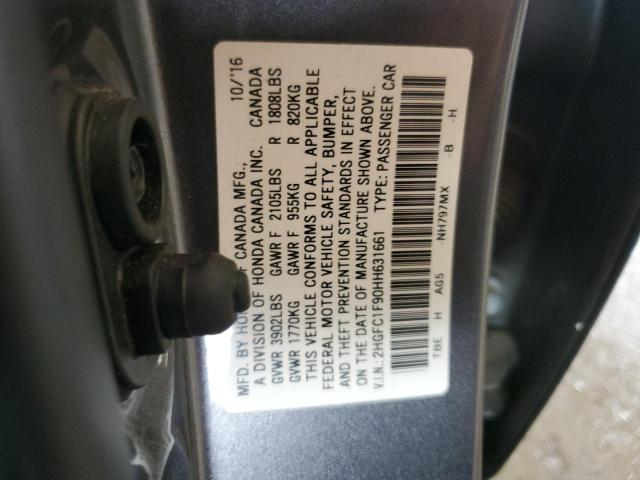 MFD. BY HON F CANADA MFG., 10/'16
A DIVISION OF HONDA CANADA INC. CANADA
GVWR 3902LBS GAWR F 2105LBS R 1808LBS
GVWR 1770KG GAWR F 955KG R 820KG
THIS VEHICLE CONFORMS TO ALL APPLICABLE
FEDERAL MOTOR VEHICLE SAFETY, BUMPER,
AND THEFT PREVENTION STANDARDS IN EFFECT
ON THE DATE OF MANUFACTURE SHOWN ABOVE.
V.I.N.:2HGFC1F90HH631661 TYPE: PASSENGER CAR
TBE H AG5 -NH797MX -B -H